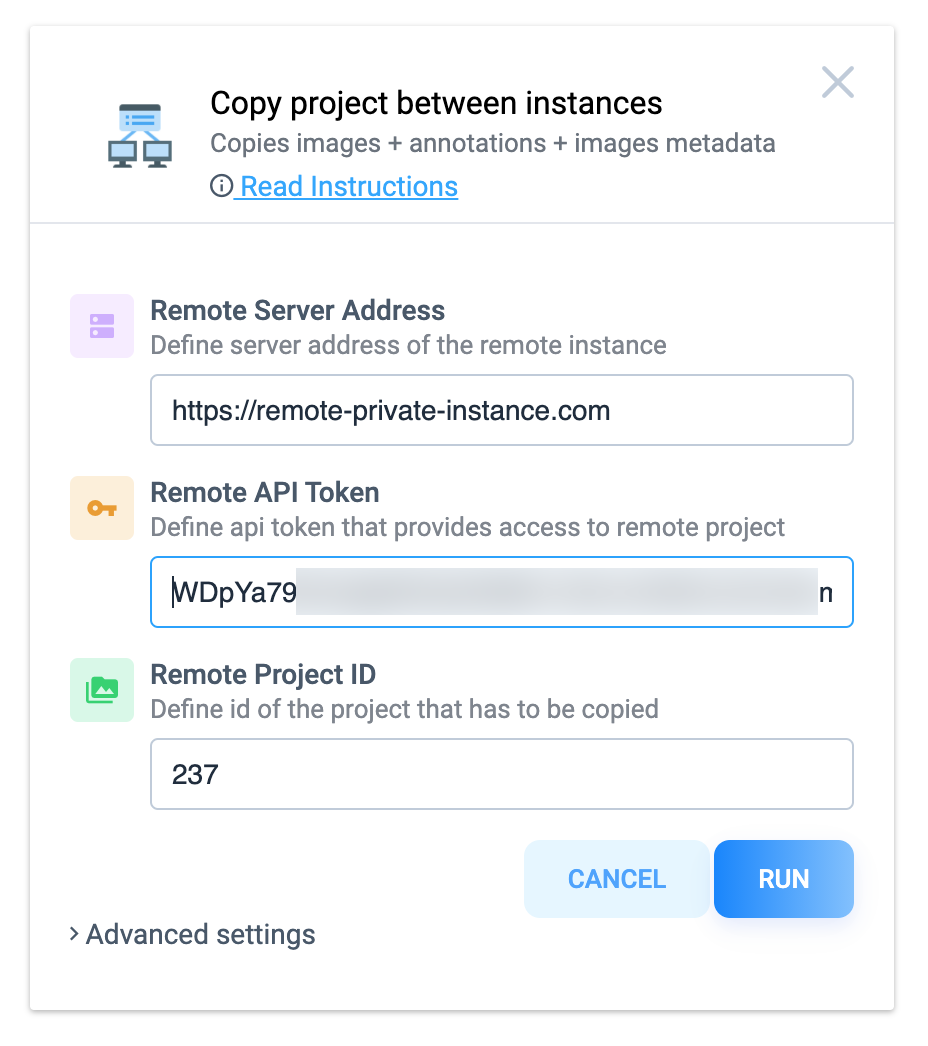 Copy project between instances
Copies images + annotations + images metadata
Read Instructions
Remote Server Address
Define server address of the remote instance
https://remote-private-instance.com
Remote API Token
Define api token that provides access to remote project
WDpYa79 n
Remote Project ID
Define id of the project that has to be copied
237
CANCEL RUN
> Advanced settings